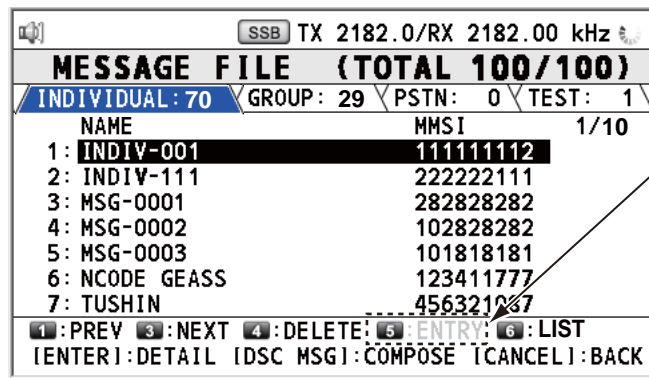 SSB TX 2182.0/RX 2182.00 kHz
MESSAGE FILE (TOTAL 100/100)
INDIVIDUAL: 70 GROUP: 29 PSTN: 0 TEST: 1
NAME MMSI 1/10
1: INDIV-001 111111112
2: INDIV-111 222222111
3: MSG-0001 282828282
4: MSG-0002 102828282
5: MSG-0003 101818181
6: NCODE GEASS 123411777
7: TUSHIN 456321987
1 :PREV 3 :NEXT 4 :DELETE 5 :ENTRY 6 :LIST
[ENTER]:DETAIL [DSC MSG]:COMPOSE [CANCEL]:BACK